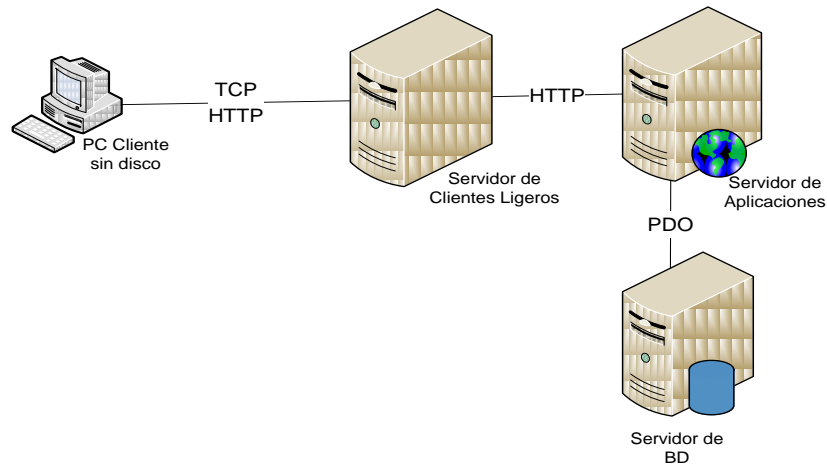 TCP
HTTP
PC Cliente
sin disco
Servidor de
Clientes Ligeros
HTTP
Servidor de
Aplicaciones
PDO
Servidor de
BD